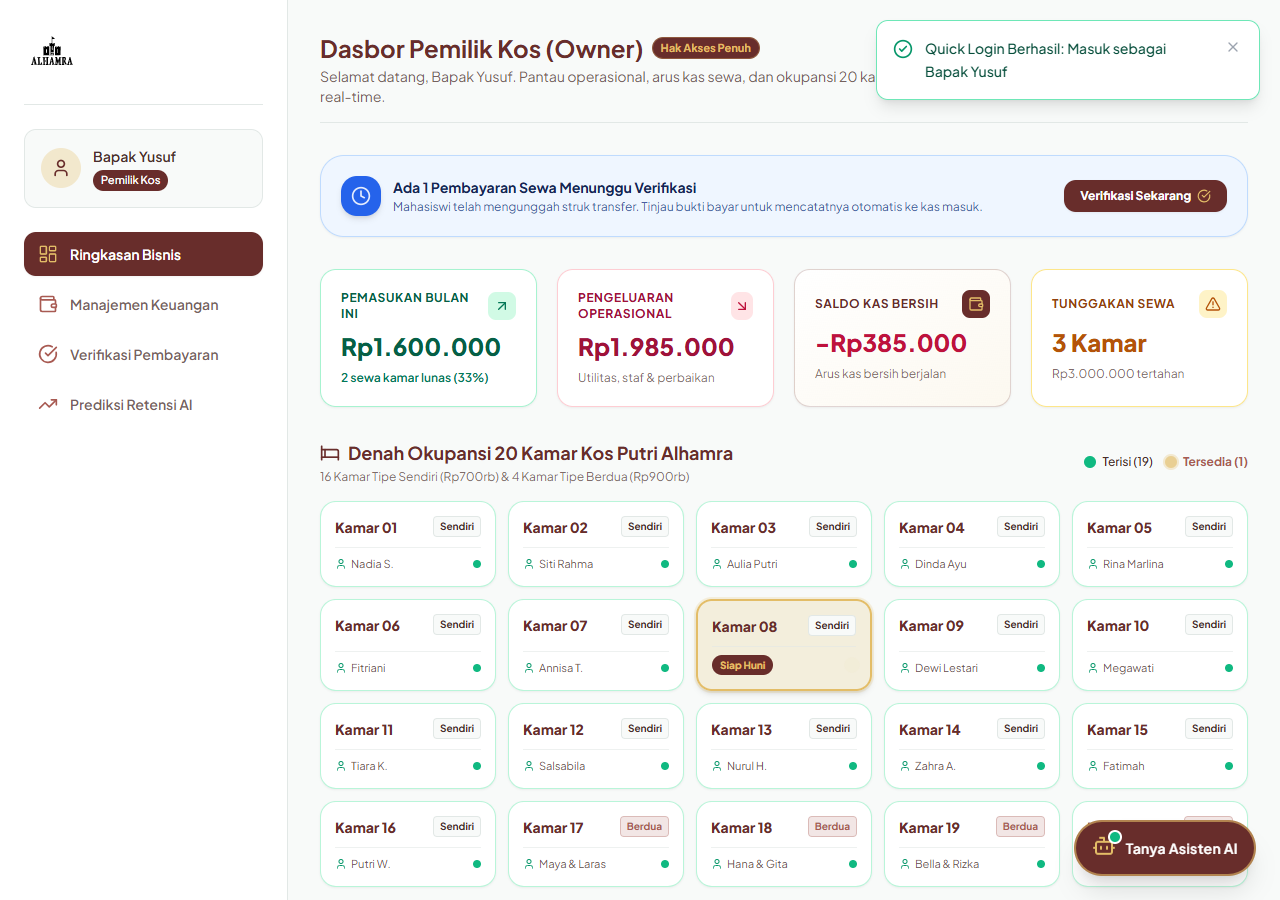 ALHAMRA
Bapak Yusuf
Pemilik Kos
Ringkasan Bisnis
Manajemen Keuangan
Verifikasi Pembayaran
Prediksi Retensi AI
Dasbor Pemilik Kos (Owner)
Hak Akses Penuh
Selamat datang, Bapak Yusuf. Pantau operasional, arus kas sewa, dan okupansi 20 ka
real-time.
Quick Login Berhasil: Masuk sebagai
Bapak Yusuf
Ada 1 Pembayaran Sewa Menunggu Verifikasi
Mahasiswi telah mengunggah struk transfer. Tinjau bukti bayar untuk mencatatnya otomatis ke kas masuk.
Verifikasi Sekarang
PEMASUKAN BULAN
INI
Rp1.600.000
2 sewa kamar lunas (33%)
PENGELUARAN
OPERASIONAL
Rp1.985.000
Utilitas, staf & perbaikan
SALDO KAS BERSIH
-Rp385.000
Arus kas bersih berjalan
TUNGGAKAN SEWA
3 Kamar
Rp3.000.000 tertahan
Denah Okupansi 20 Kamar Kos Putri Alhamra
16 Kamar Tipe Sendiri (Rp700rb) & 4 Kamar Tipe Berdua (Rp900rb)
Terisi (19)
Tersedia (1)
Kamar 01 Sendiri
Nadia S.
Kamar 02 Sendiri
Siti Rahma
Kamar 03 Sendiri
Aulia Putri
Kamar 04 Sendiri
Dinda Ayu
Kamar 05 Sendiri
Rina Marlina
Kamar 06 Sendiri
Fitriani
Kamar 07 Sendiri
Annisa T.
Kamar 08 Sendiri
Siap Huni
Kamar 09 Sendiri
Dewi Lestari
Kamar 10 Sendiri
Megawati
Kamar 11 Sendiri
Tiara K.
Kamar 12 Sendiri
Salsabila
Kamar 13 Sendiri
Nurul H.
Kamar 14 Sendiri
Zahra A.
Kamar 15 Sendiri
Fatimah
Kamar 16 Sendiri
Putri W.
Kamar 17 Berdua
Maya & Laras
Kamar 18 Berdua
Hana & Gita
Kamar 19 Berdua
Bella & Rizka
Tanya Asisten AI